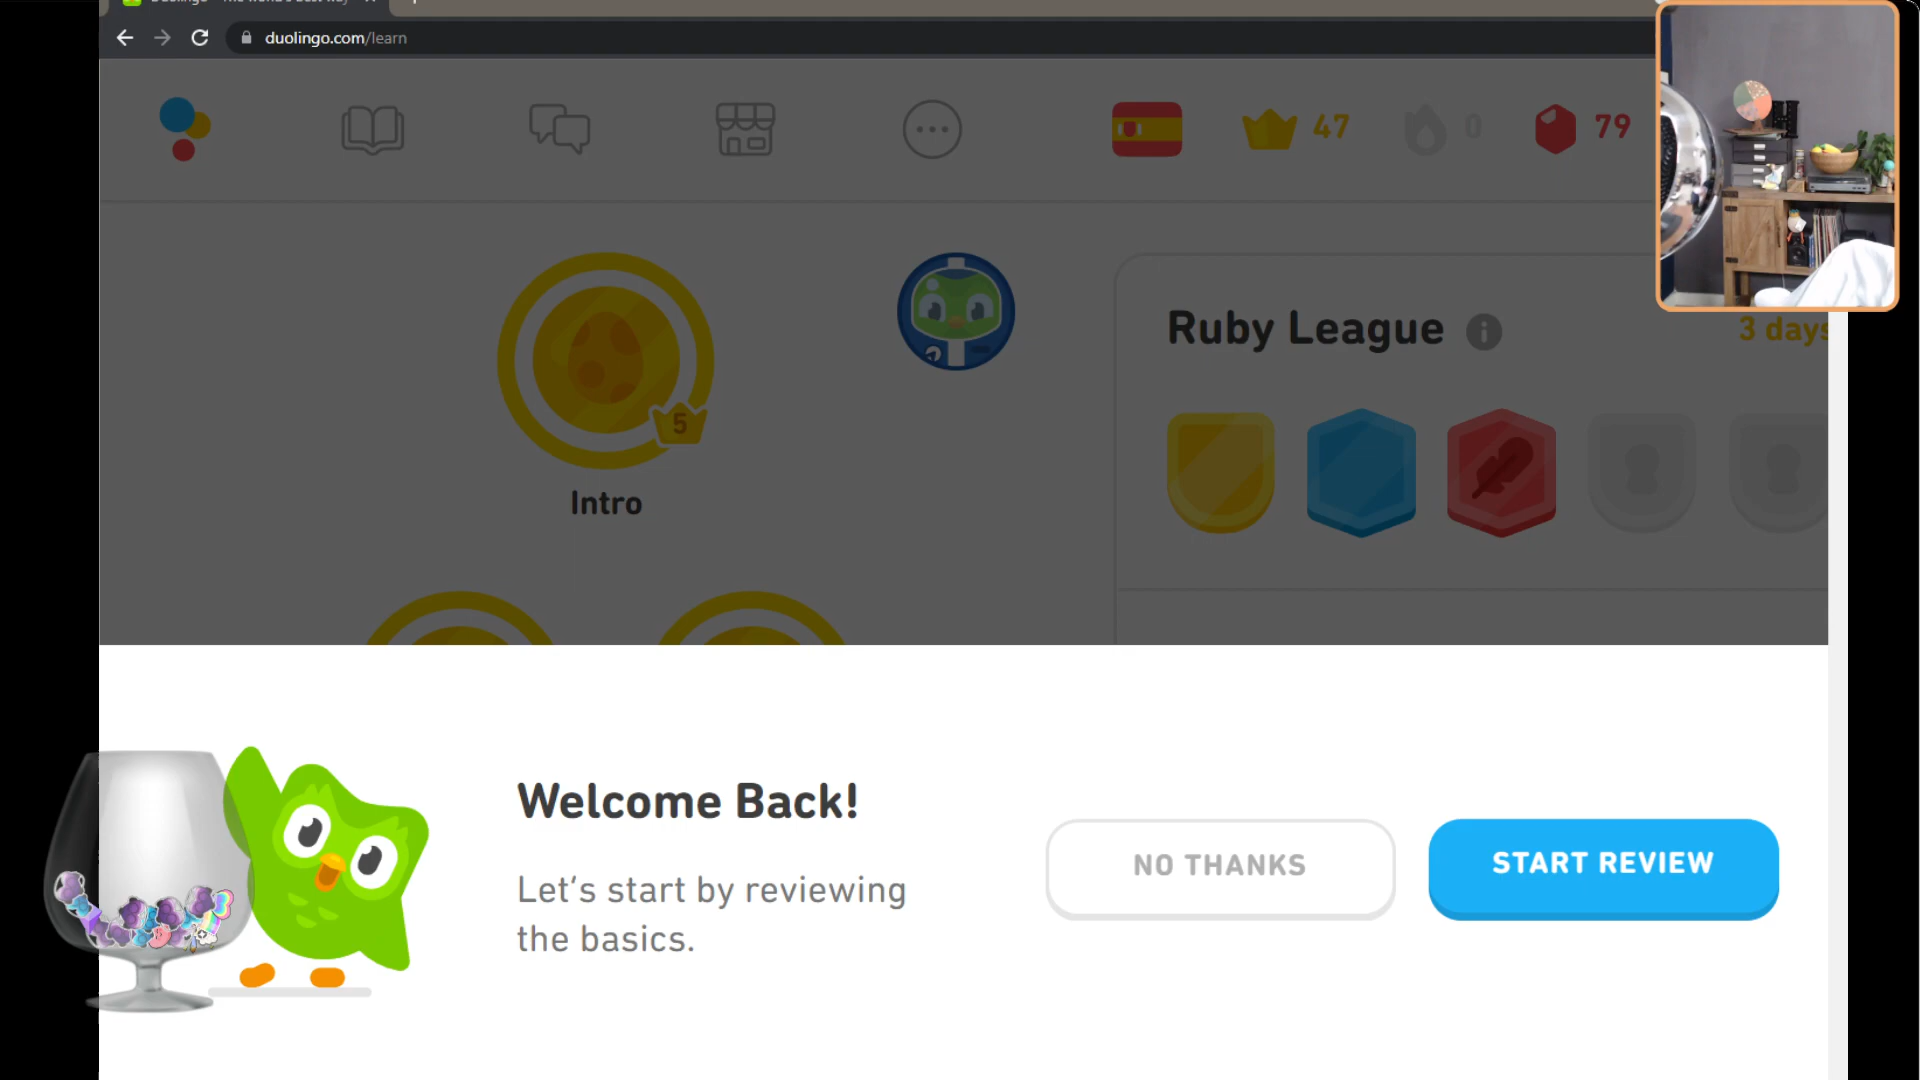 duolingo.com/learn
47
0
79
5
Intro
Ruby League
3 days
Welcome Back!
Let's start by reviewing
the basics.
NO THANKS
START REVIEW